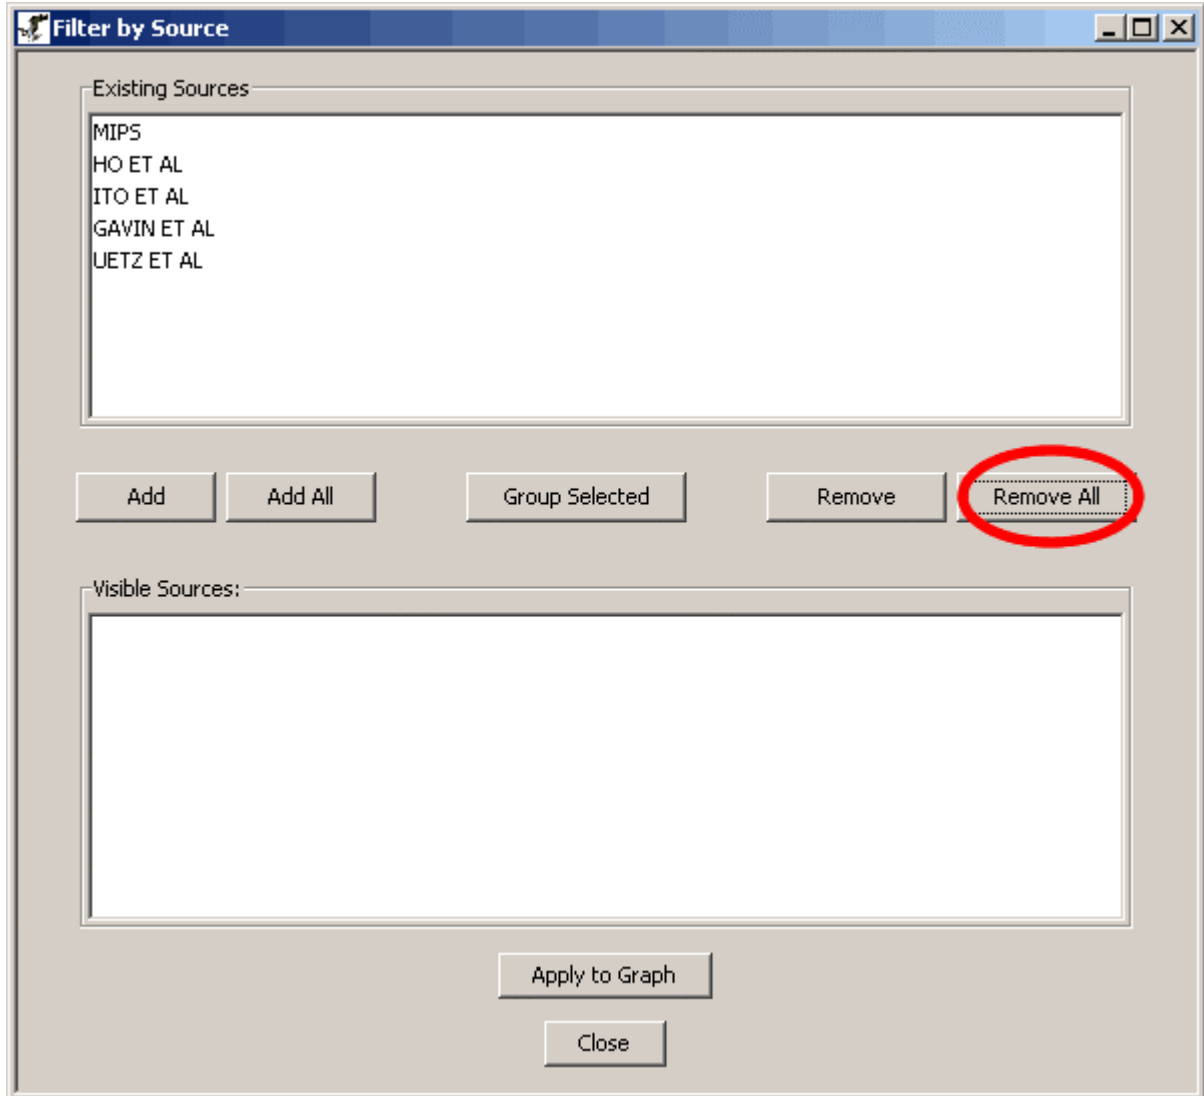 Filter by Source
Existing Sources
MIPS
HO ET AL
ITO ET AL
GAVIN ET AL
UETZ ET AL
Add Add All Group Selected Remove Remove All
Visible Sources:
Apply to Graph
Close